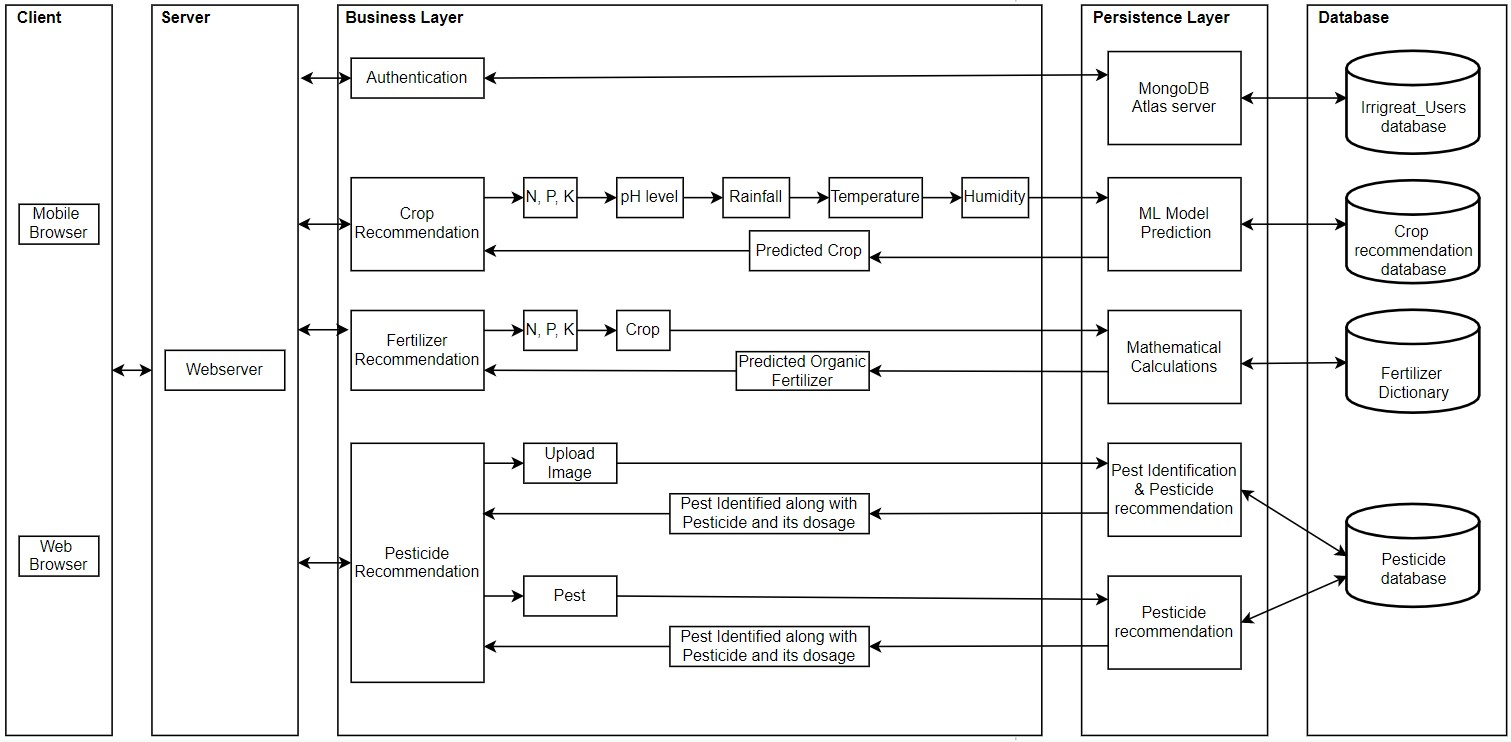 Client
Server
Business Layer
Persistence Layer
Database
Authentication
MongoDB
Atlas server
Irrigreat_Users
database
Mobile
Browser
Crop
Recommendation
N, P, K
pH level
Rainfall
Temperature
Humidity
Predicted Crop
ML Model
Prediction
Crop
recommendation
database
Webserver
Fertilizer
Recommendation
N, P, K
Crop
Predicted Organic
Fertilizer
Mathematical
Calculations
Fertilizer
Dictionary
Web
Browser
Pesticide
Recommendation
Upload
Image
Pest Identified along with
Pesticide and its dosage
Pest Identification
& Pesticide
recommendation
Pest
Pest Identified along with
Pesticide and its dosage
Pesticide
recommendation
Pesticide
database